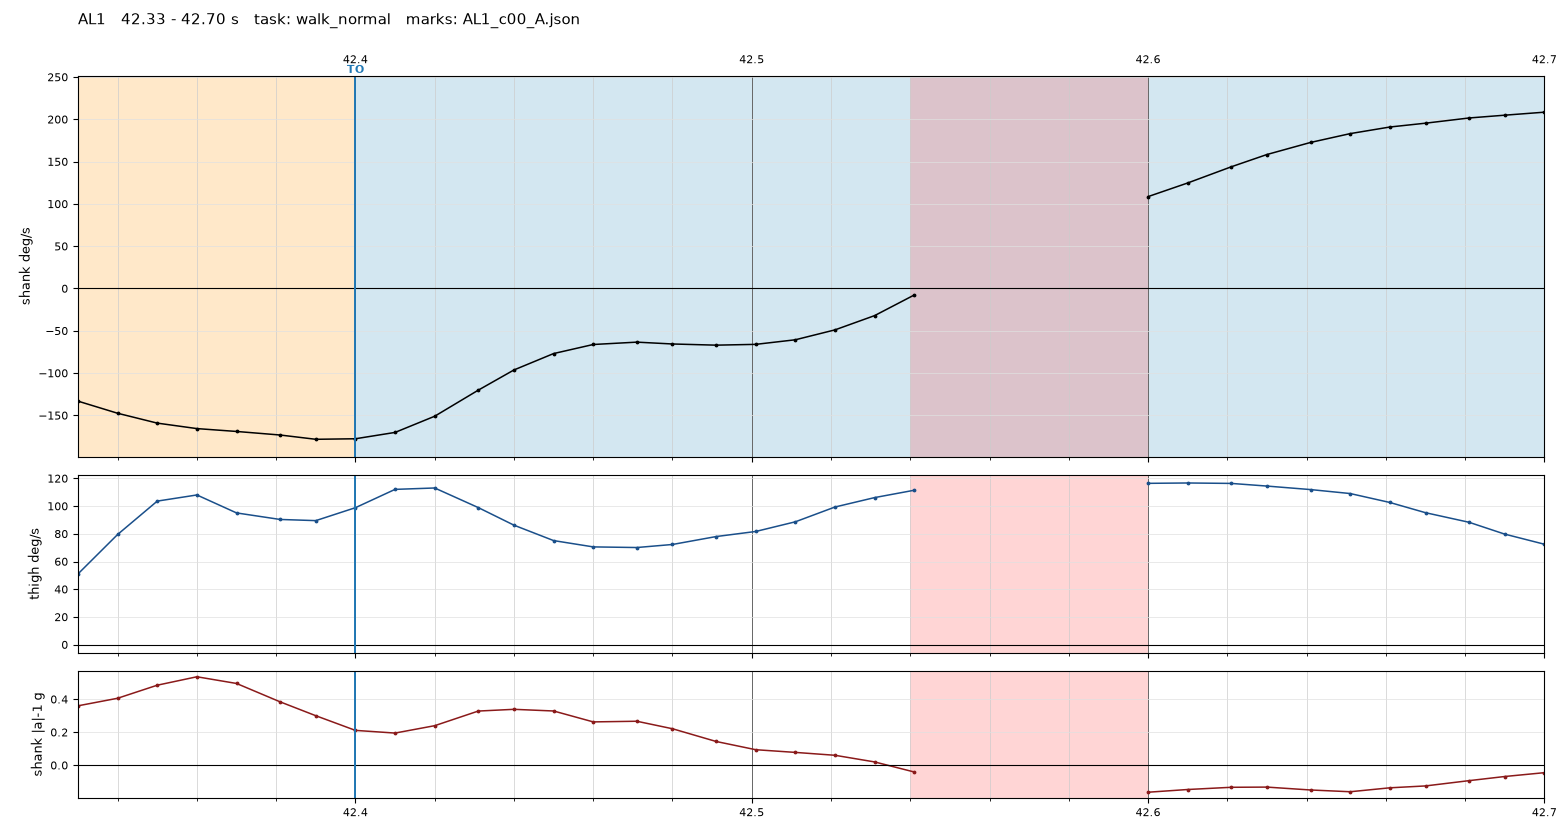 AL1   42.33 - 42.70 s   task: walk_normal   marks: AL1_c00_A.json
42.4 42.5 42.6 42.7
TO
250
200
150
100
50
0
−50
−100
−150
shank deg/s
120
100
80
60
40
20
0
thigh deg/s
0.4
0.2
0.0
shank |a|-1 g
42.4 42.5 42.6 42.7